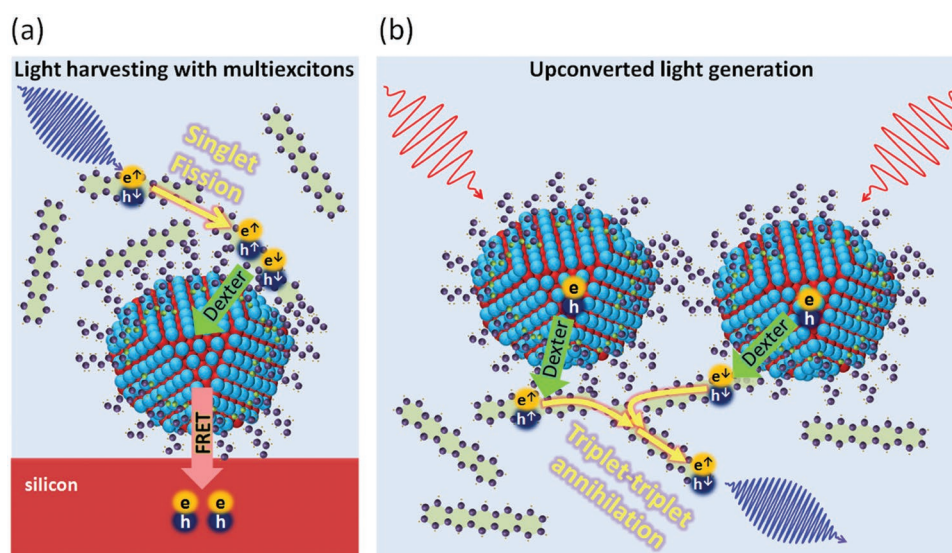 (a)
Light harvesting with multiexcitons
Singlet
Fission
e↑
h↓
e↑
h↑
e↓
h↓
Dexter
FRET
silicon
e e
h h
(b)
Upconverted light generation
e
h
e
h
Dexter
Dexter
e↑
h↑
e↓
h↓
Triplet-triplet
annihilation
e↑
h↓